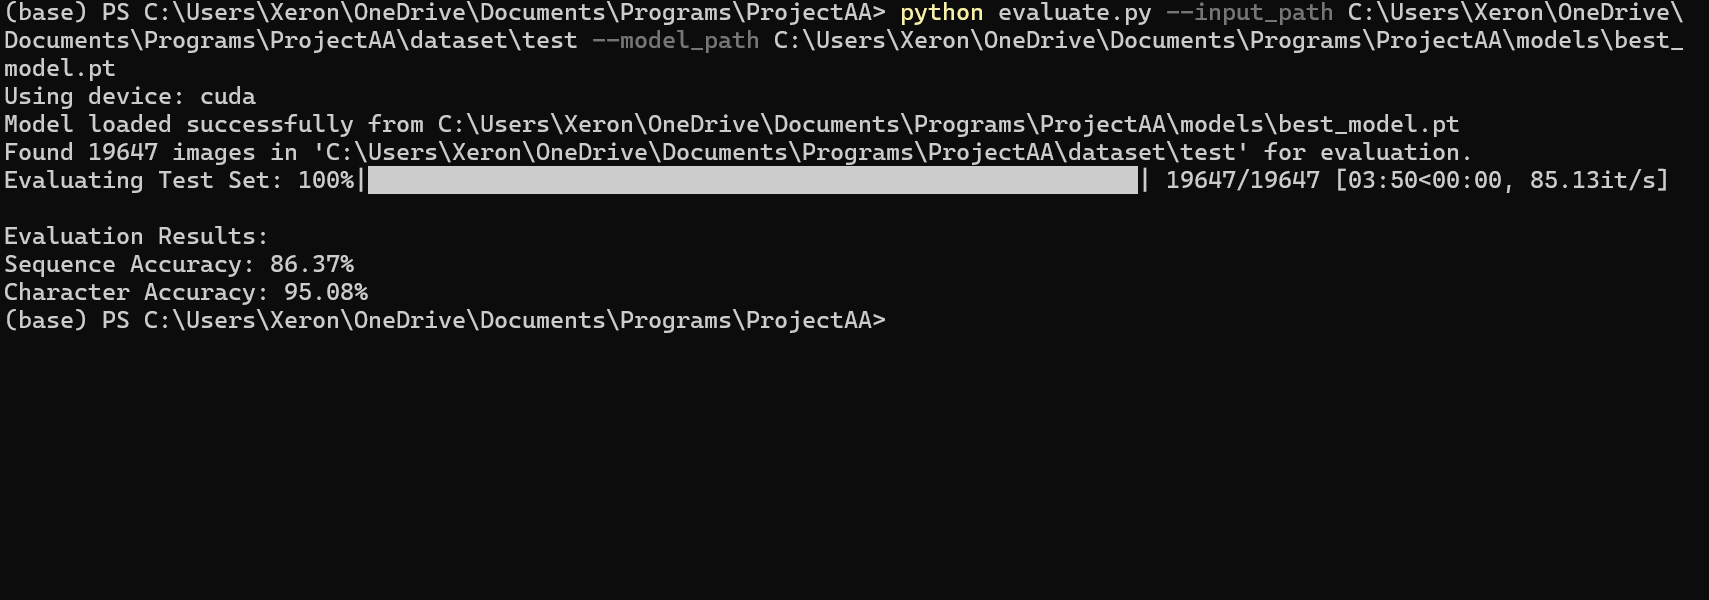 (base) PS C:\Users\Xeron\OneDrive\Documents\Programs\ProjectAA> python evaluate.py --input_path C:\Users\Xeron\OneDrive\
Documents\Programs\ProjectAA\dataset\test --model_path C:\Users\Xeron\OneDrive\Documents\Programs\ProjectAA\models\best_
model.pt
Using device: cuda
Model loaded successfully from C:\Users\Xeron\OneDrive\Documents\Programs\ProjectAA\models\best_model.pt
Found 19647 images in 'C:\Users\Xeron\OneDrive\Documents\Programs\ProjectAA\dataset\test' for evaluation.
Evaluating Test Set: 100%|██████████| 19647/19647 [03:50<00:00, 85.13it/s]
Evaluation Results:
Sequence Accuracy: 86.37%
Character Accuracy: 95.08%
(base) PS C:\Users\Xeron\OneDrive\Documents\Programs\ProjectAA>